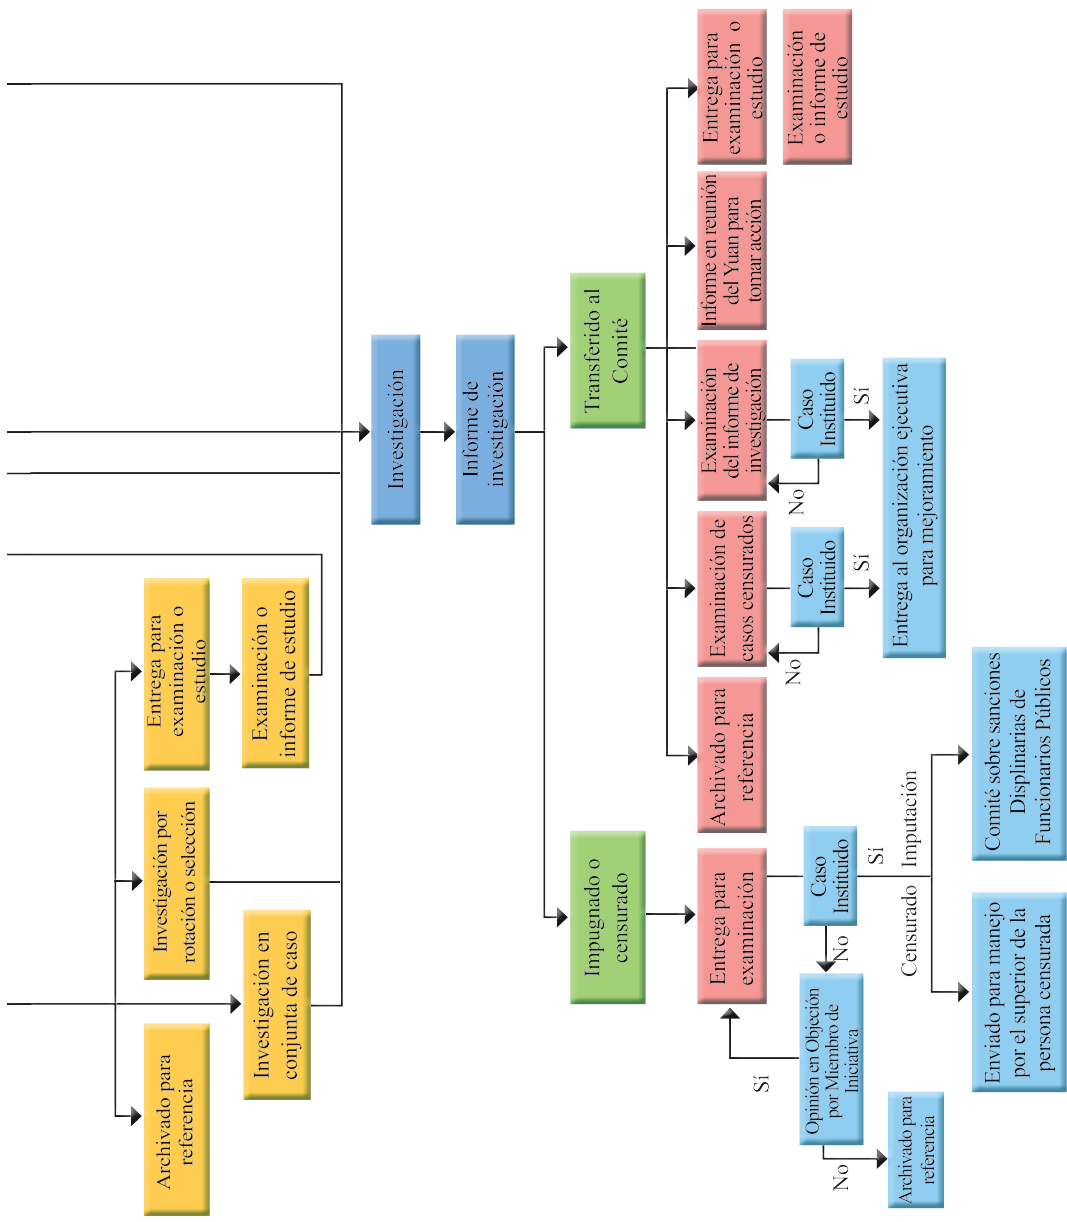 Archivado para
referencia
Investigación por
rotación o selección
Entrega para
examinación o
estudio
Investigación en
conjunta de caso
Examinación o
informe de estudio
Investigación
Informe de
investigación
Impugnado o
censurado
Transferido al
Comité
Entrega para
examinación
Archivado para
referencia
Examinación de
casos censurados
Examinación
del informe de
investigación
Informe en reunión
del Yuan para
tomar acción
Entrega para
examinación o
estudio
Examinación
o informe de
estudio
Caso
Instituido
No
Sí
Caso
Instituido
No
Sí
Caso
Instituido
No
Sí
Opinión en Objeción
por Miembro de
Iniciativa
Sí
No
Archivado para
referencia
Censurado
Imputación
Enviado para manejo
por el superior de la
persona censurada
Comité sobre sanciones
Displinarias de
Funcionarios Públicos
Entrega al organización ejecutiva
para mejoramiento